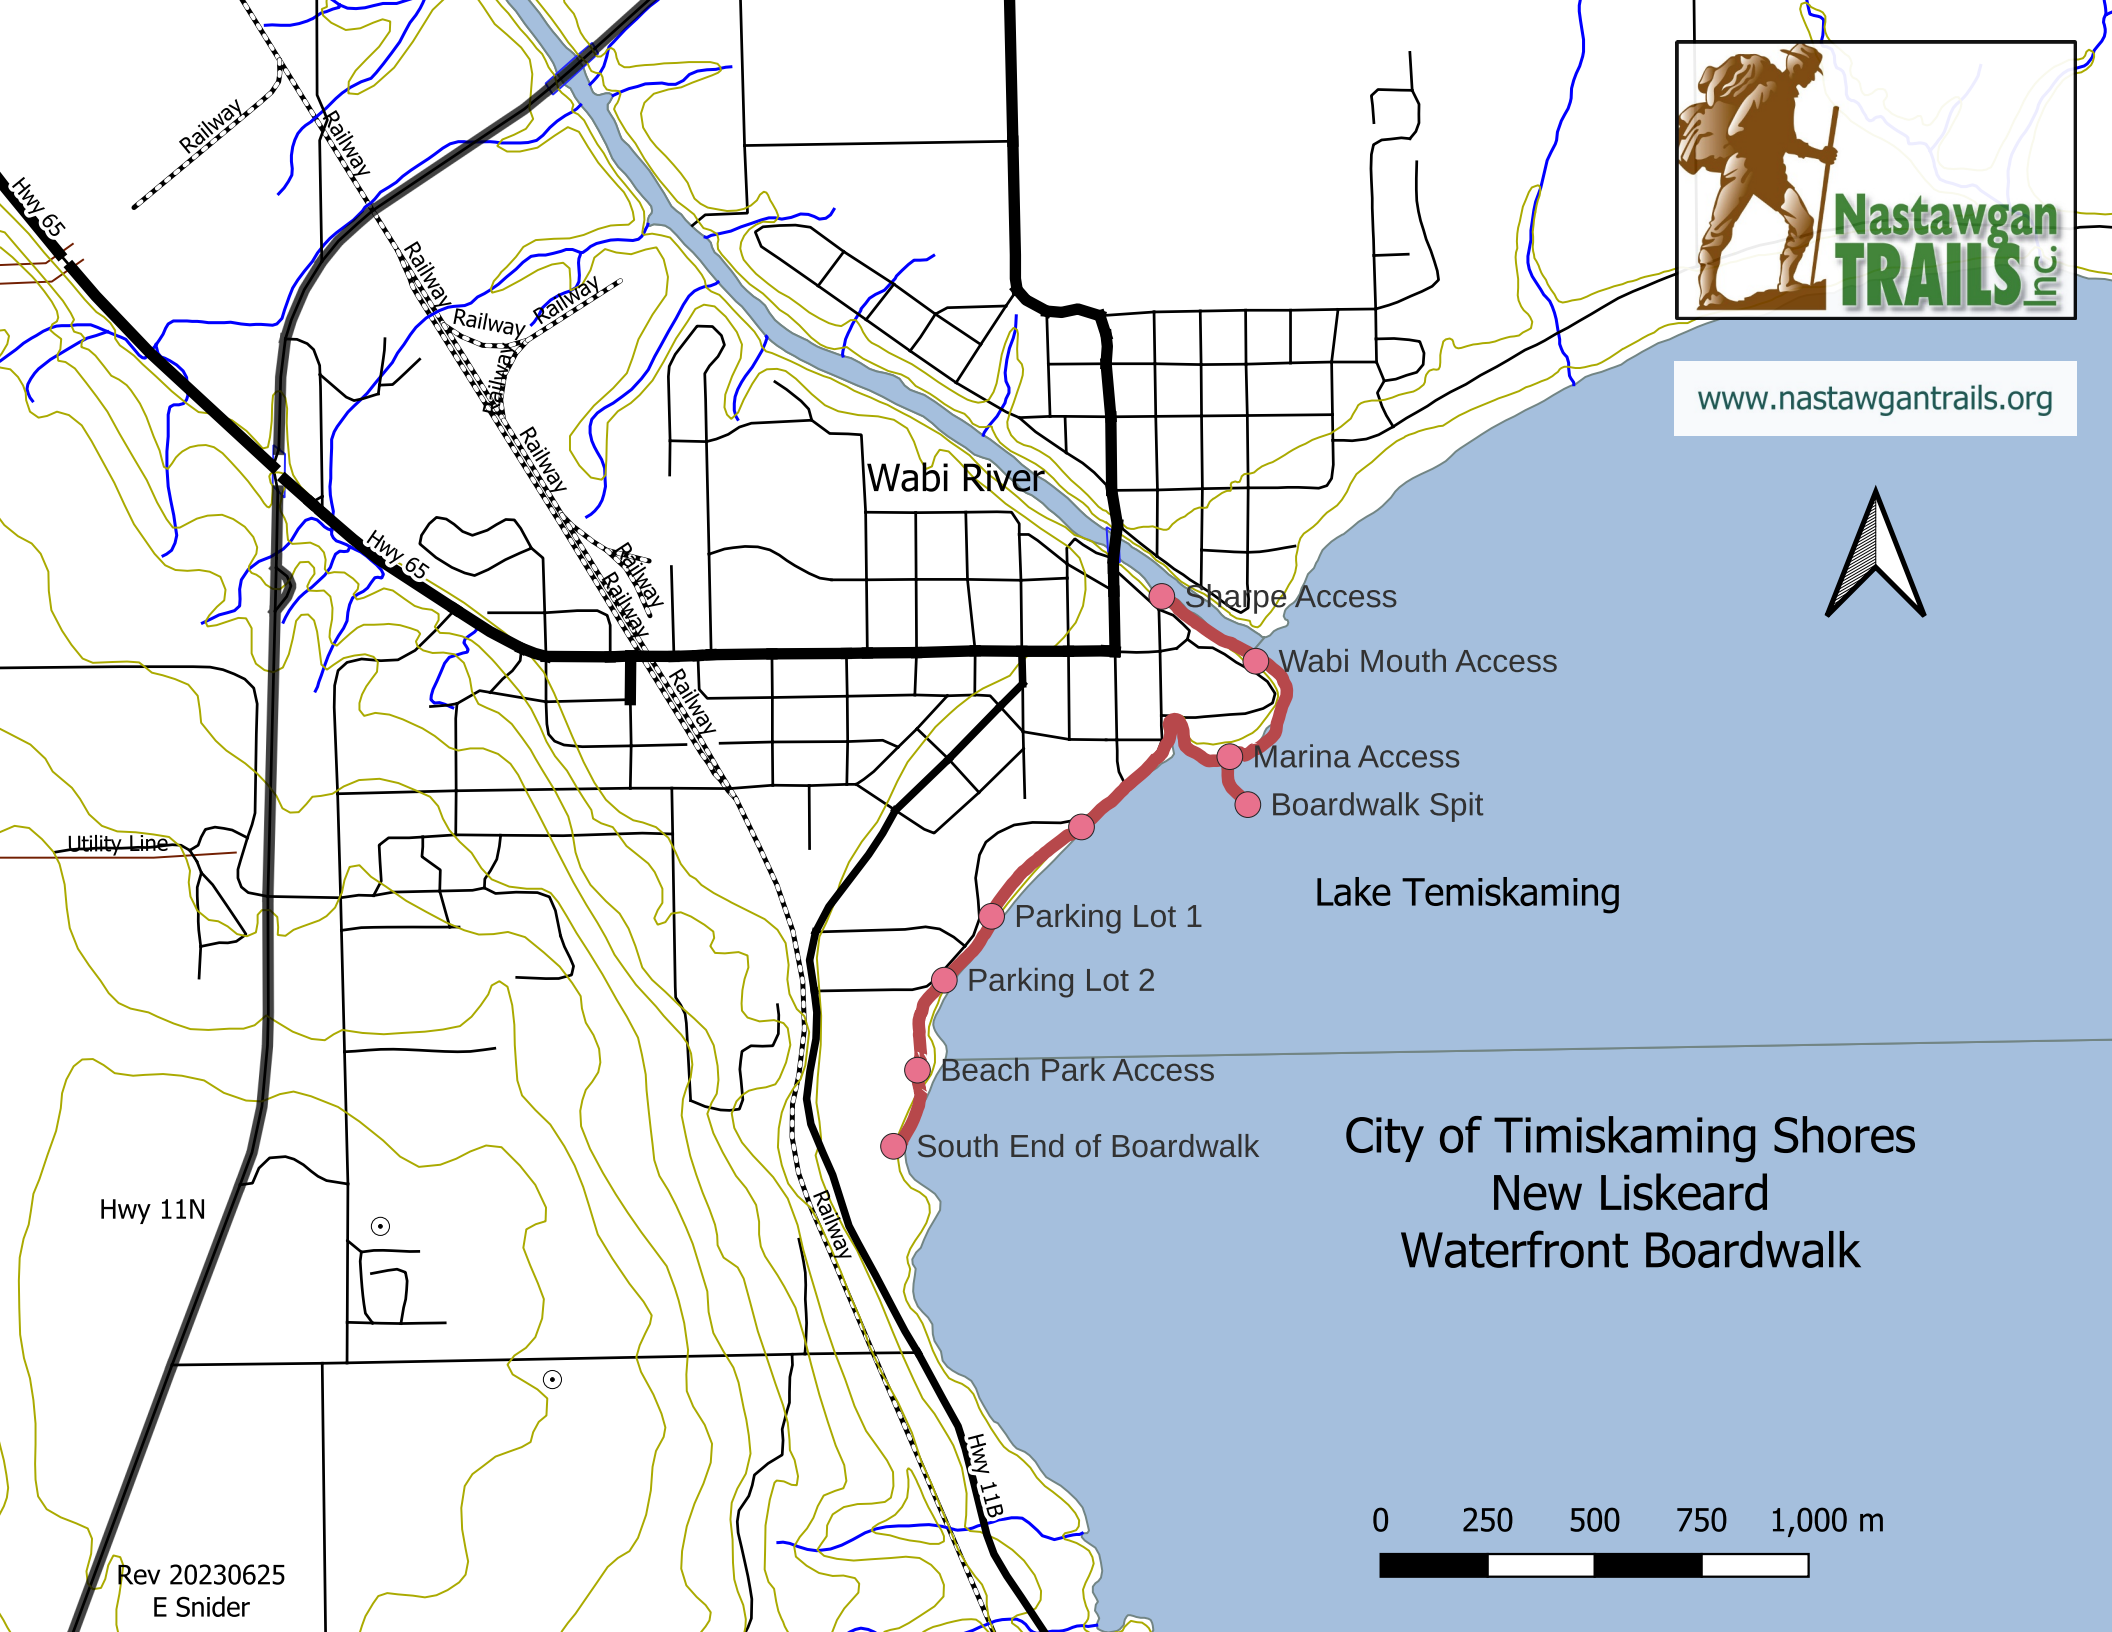 Railway
Railway
Hwy 65
Nastawgan
TRAILS Inc.
Railway
Railway
Railway
Railway
www.nastawgantrails.org
Railway
Wabi River
Hwy 65
Railway
Railway
Sharpe Access
Wabi Mouth Access
Railway
Marina Access
Boardwalk Spit
Utility Line
Lake Temiskaming
Parking Lot 1
Parking Lot 2
Beach Park Access
South End of Boardwalk
City of Timiskaming Shores
New Liskeard
Waterfront Boardwalk
Hwy 11N
Railway
Hwy 11B
0 250 500 750 1,000 m
Rev 20230625
E Snider